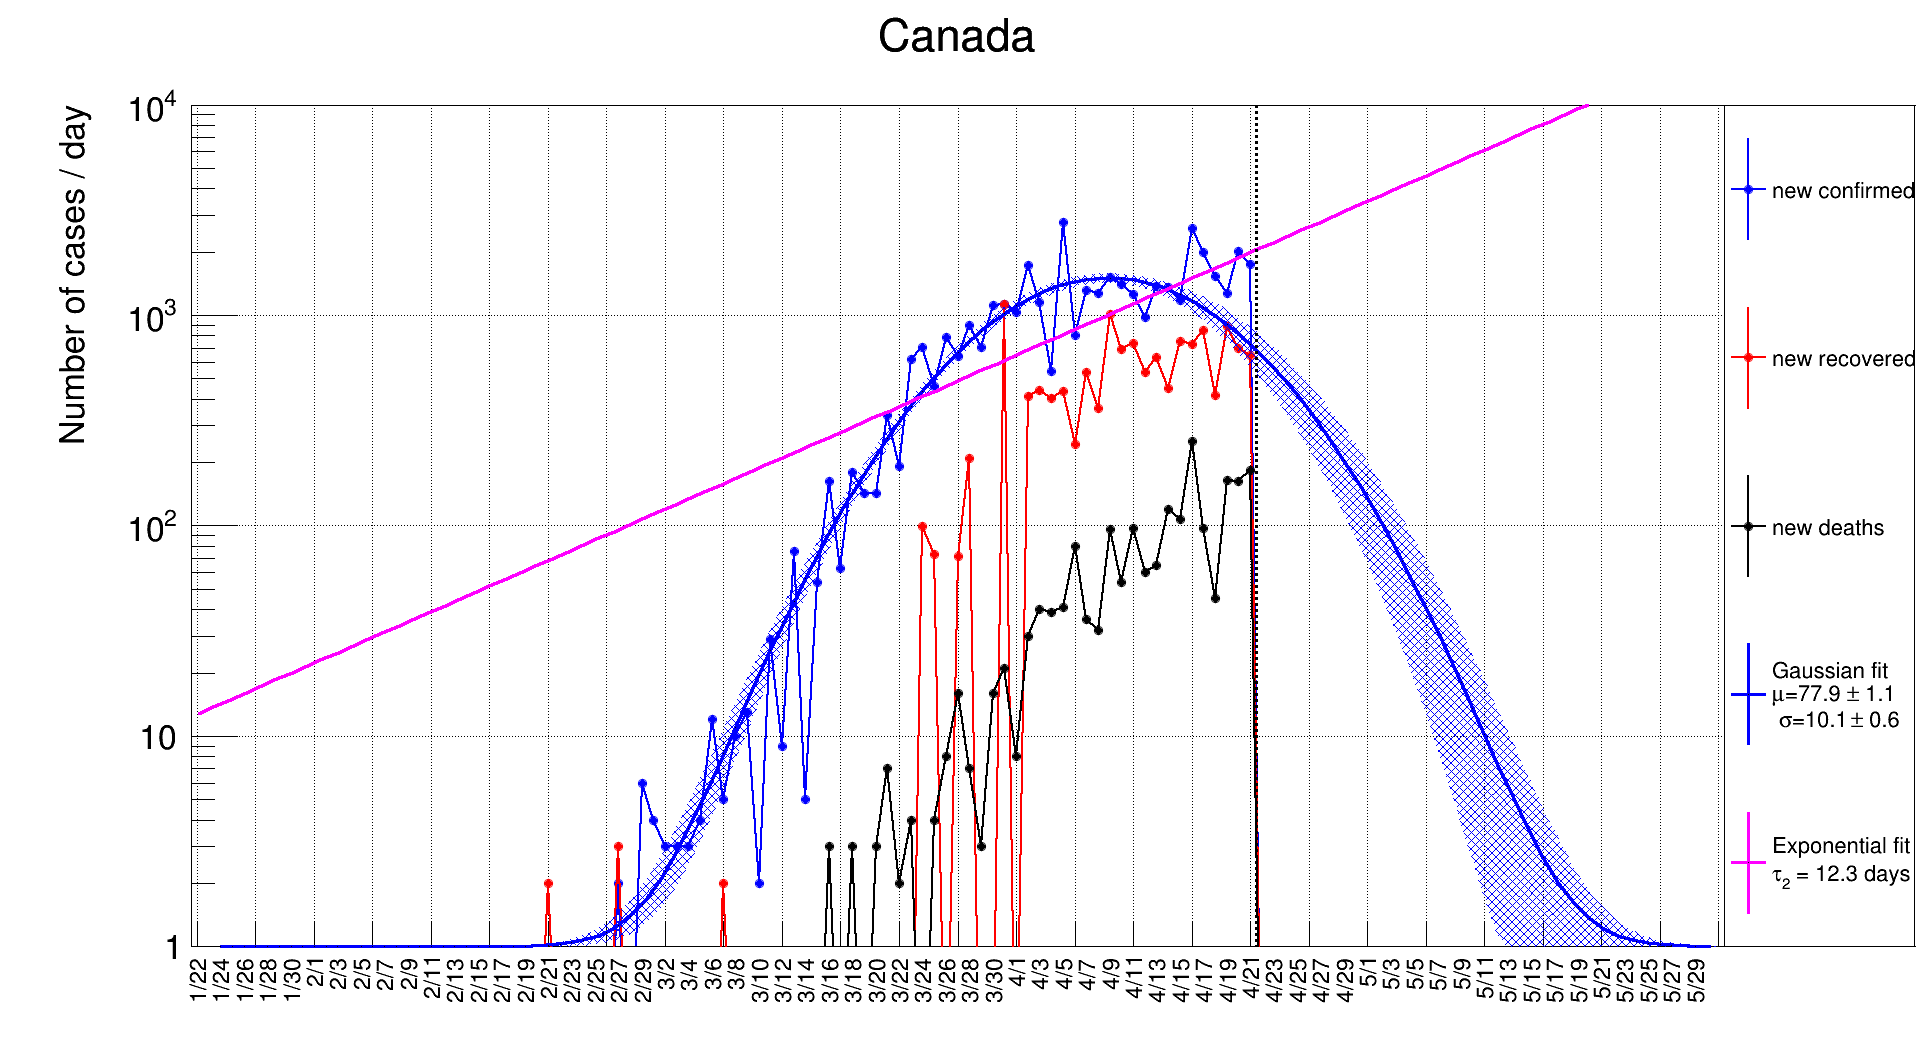 Canada
Number of cases / day
10⁴
10³
10²
10
1
1/22 1/24 1/26 1/28 1/30 2/1 2/3 2/5 2/7 2/9 2/11 2/13 2/15 2/17 2/19 2/21 2/23 2/25 2/27 2/29 3/2 3/4 3/6 3/8 3/10 3/12 3/14 3/16 3/18 3/20 3/22 3/24 3/26 3/28 3/30 4/1 4/3 4/5 4/7 4/9 4/11 4/13 4/15 4/17 4/19 4/21 4/23 4/25 4/27 4/29 5/1 5/3 5/5 5/7 5/9 5/11 5/13 5/15 5/17 5/19 5/21 5/23 5/25 5/27 5/29
new confirmed
new recovered
new deaths
Gaussian fit
μ=77.9 ± 1.1
σ=10.1 ± 0.6
Exponential fit
τ₂ = 12.3 days